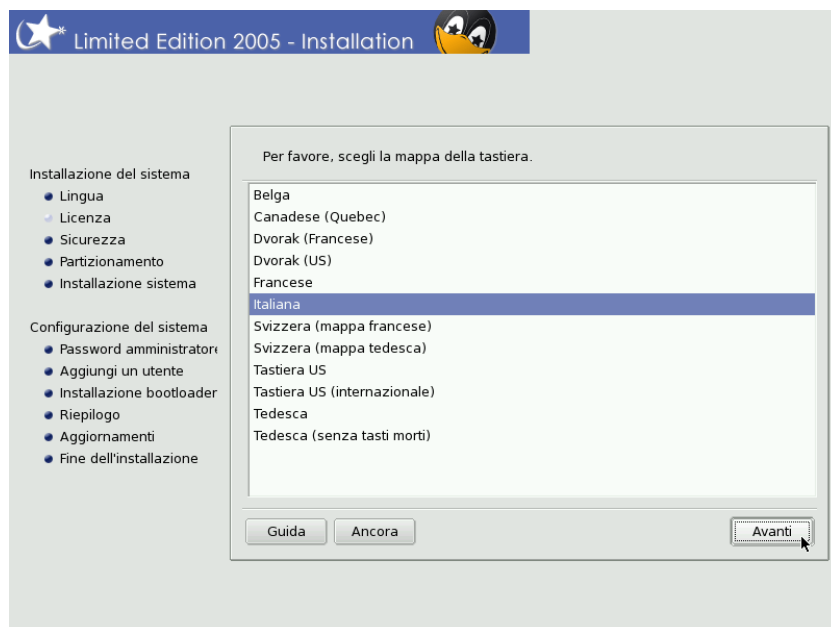 Limited Edition 2005 - Installation
Installazione del sistema
Lingua
Licenza
Sicurezza
Partizionamento
Installazione sistema
Configurazione del sistema
Password amministratore
Aggiungi un utente
Installazione bootloader
Riepilogo
Aggiornamenti
Fine dell'installazione
Per favore, scegli la mappa della tastiera.
Belga
Canadese (Quebec)
Dvorak (Francese)
Dvorak (US)
Francese
Italiana
Svizzera (mappa francese)
Svizzera (mappa tedesca)
Tastiera US
Tastiera US (internazionale)
Tedesca
Tedesca (senza tasti morti)
Guida
Ancora
Avanti